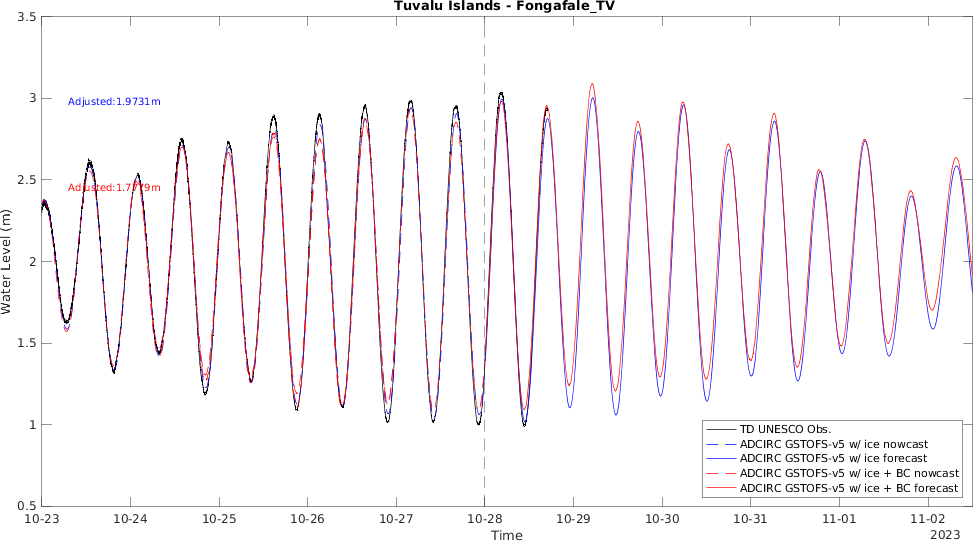 Tuvalu Islands - Fongafale_TV
3.5
3
2.5
2
1.5
1
0.5
Water Level (m)
Adjusted:1.9731m
Adjusted:1.7779m
TD UNESCO Obs.
ADCIRC GSTOFS-v5 w/ ice nowcast
ADCIRC GSTOFS-v5 w/ ice forecast
ADCIRC GSTOFS-v5 w/ ice + BC nowcast
ADCIRC GSTOFS-v5 w/ ice + BC forecast
10-23 10-24 10-25 10-26 10-27 10-28 10-29 10-30 10-31 11-01 11-02
Time
2023